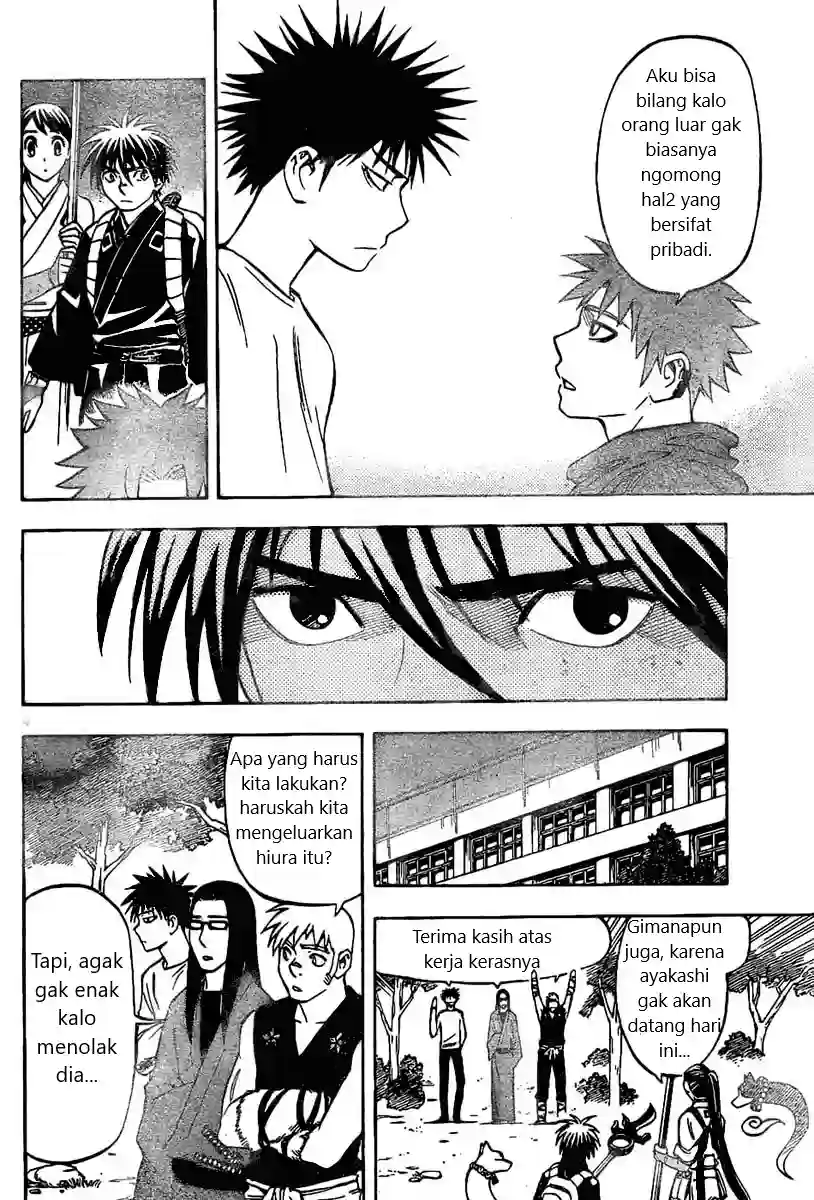 Aku bisa
bilang kalo
orang luar gak
biasanya
ngomong
hal2 yang
bersifat
pribadi.
Gimanapun
juga, karena
ayakashi
gak akan
datang hari
ini...
Terima kasih atas
kerja kerasnya
Apa yang harus
kita lakukan?
haruskah kita
mengeluarkan
hiura itu?
Tapi, agak
gak enak
kalo
menolak
dia...